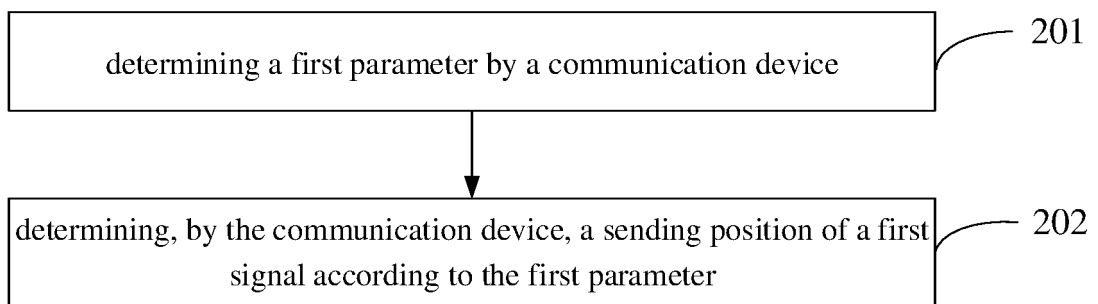 determining a first parameter by a communication device
201
determining, by the communication device, a sending position of a first
signal according to the first parameter
202